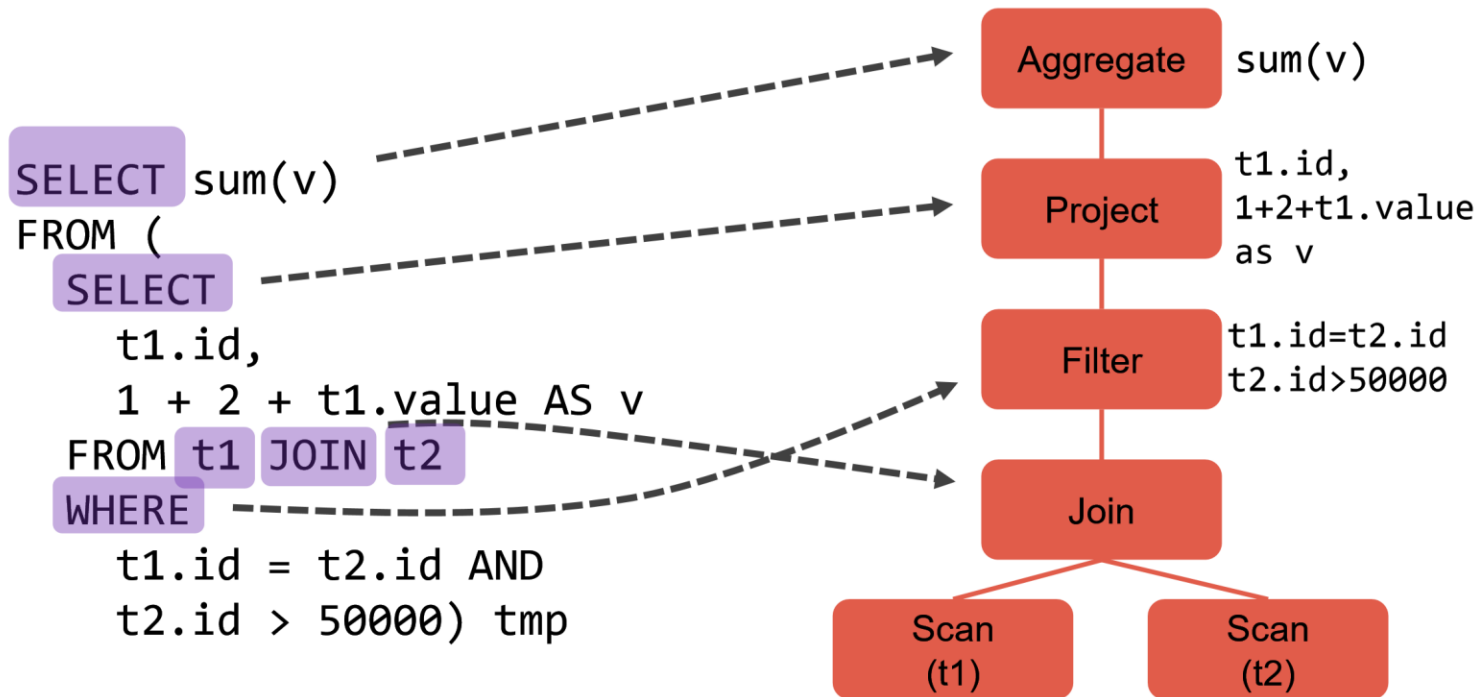 SELECT sum(v)
FROM (
SELECT
t1.id,
1 + 2 + t1.value AS v
FROM t1 JOIN t2
WHERE
t1.id = t2.id AND
t2.id > 50000) tmp
Aggregate
sum(v)
Project
t1.id,
1+2+t1.value
as v
Filter
t1.id=t2.id
t2.id>50000
Join
Scan
(t1)
Scan
(t2)